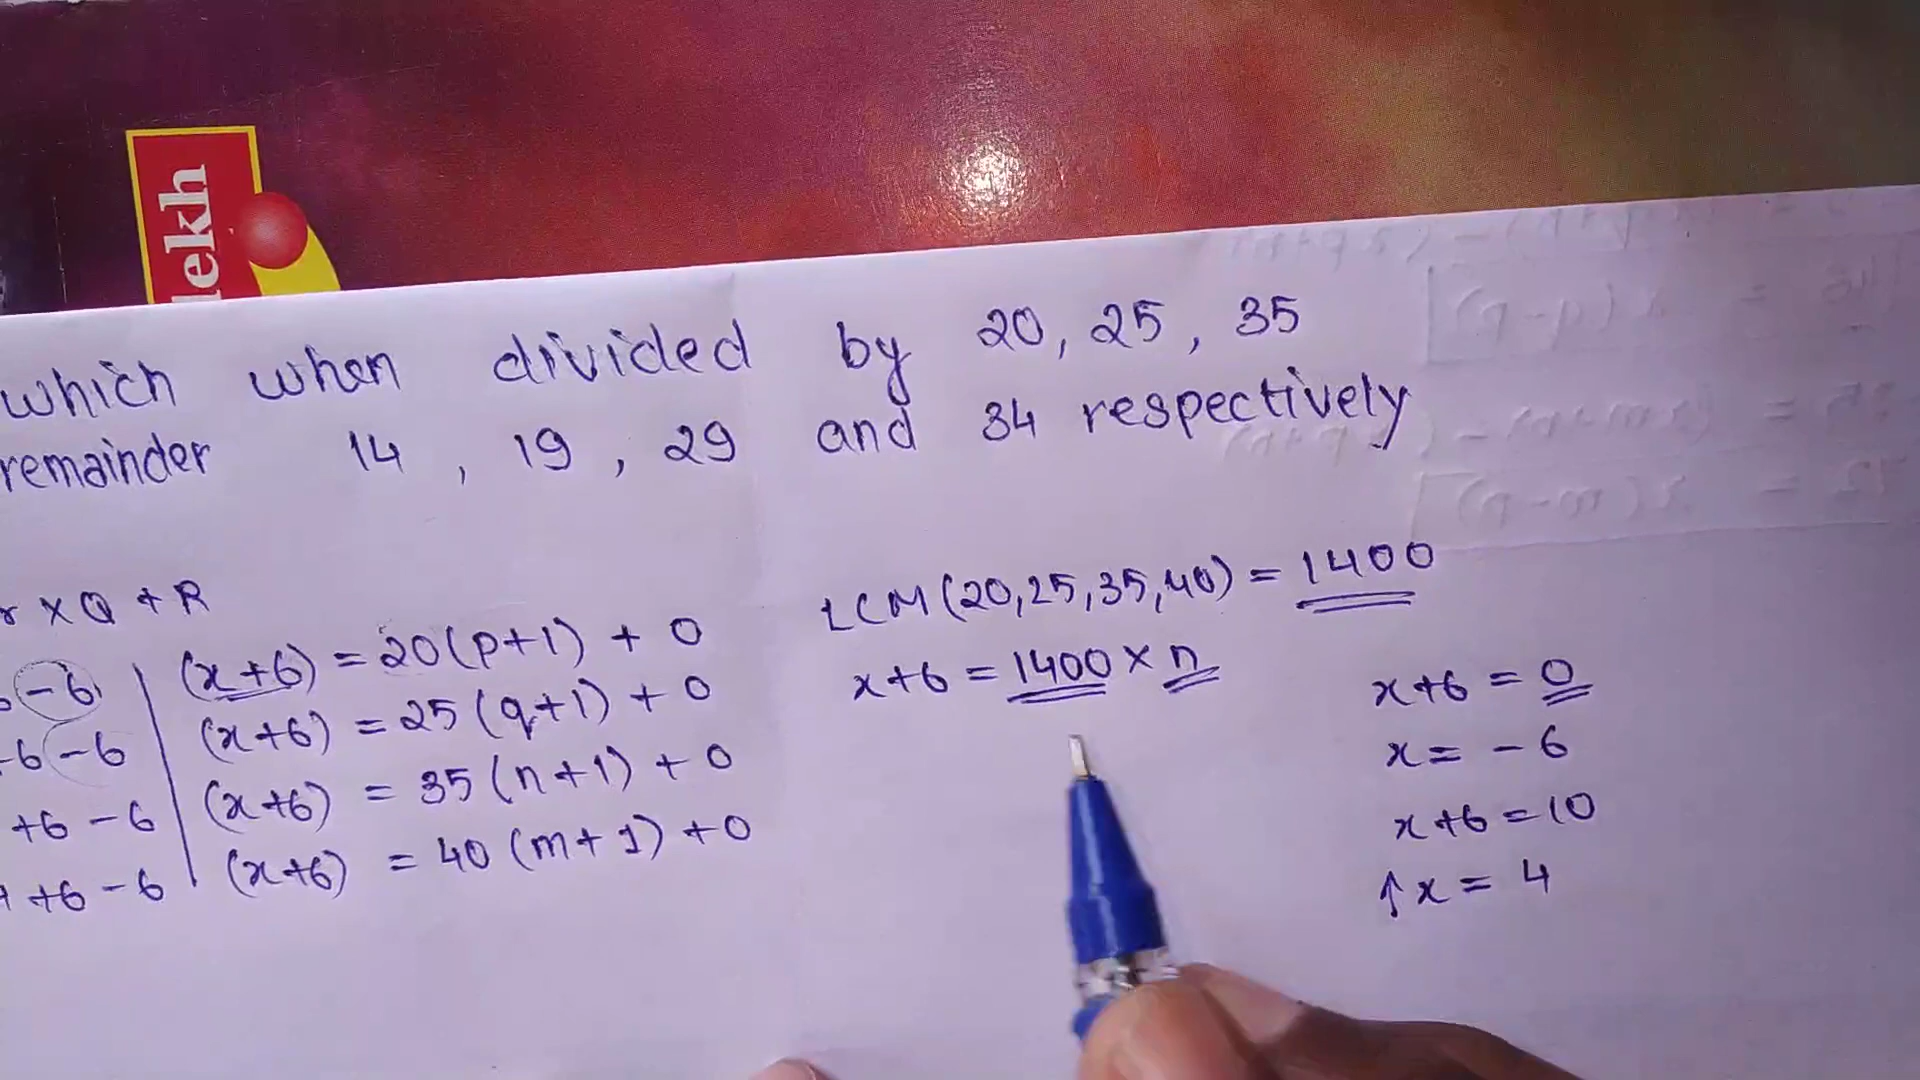 lekh
which when divided by 20, 25, 35
remainder 14, 19, 29 and 34 respectively
r × Q + R
-6
(x+6) = 20(p+1) + 0
-6 -6
(x+6) = 25(q+1) + 0
+6 -6
(x+6) = 35(n+1) + 0
+6 -6
(x+6) = 40(m+1) + 0
LCM(20,25,35,40) = 1400
x+6 = 1400 × n
x+6 = 0
x = -6
x+6 = 10
↑x = 4